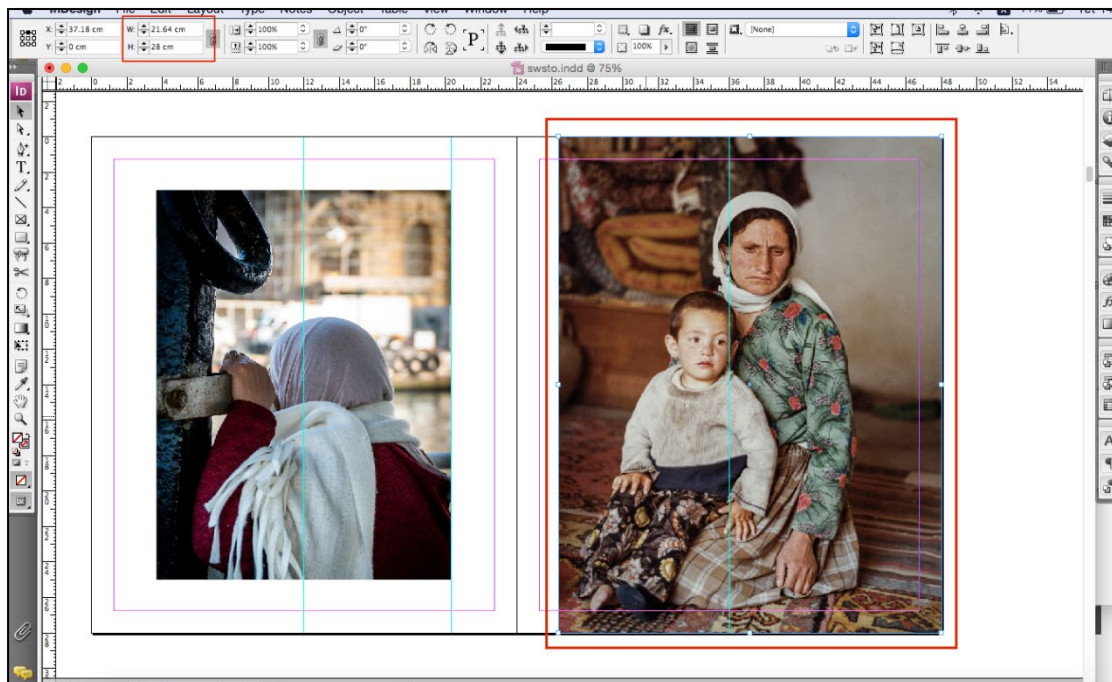 InDesign File Edit Layout Type Notes Object Table View Window Help
X: 37.18 cm W: 21.64 cm 100% 0° P [None]
Y: 0 cm H: 28 cm 100% 0° 100%
swsto.indd @ 75%
2 0 2 4 6 8 10 12 14 16 18 20 22 24 26 28 30 32 34 36 38 40 42 44 46 48 50 52 54
ID
T